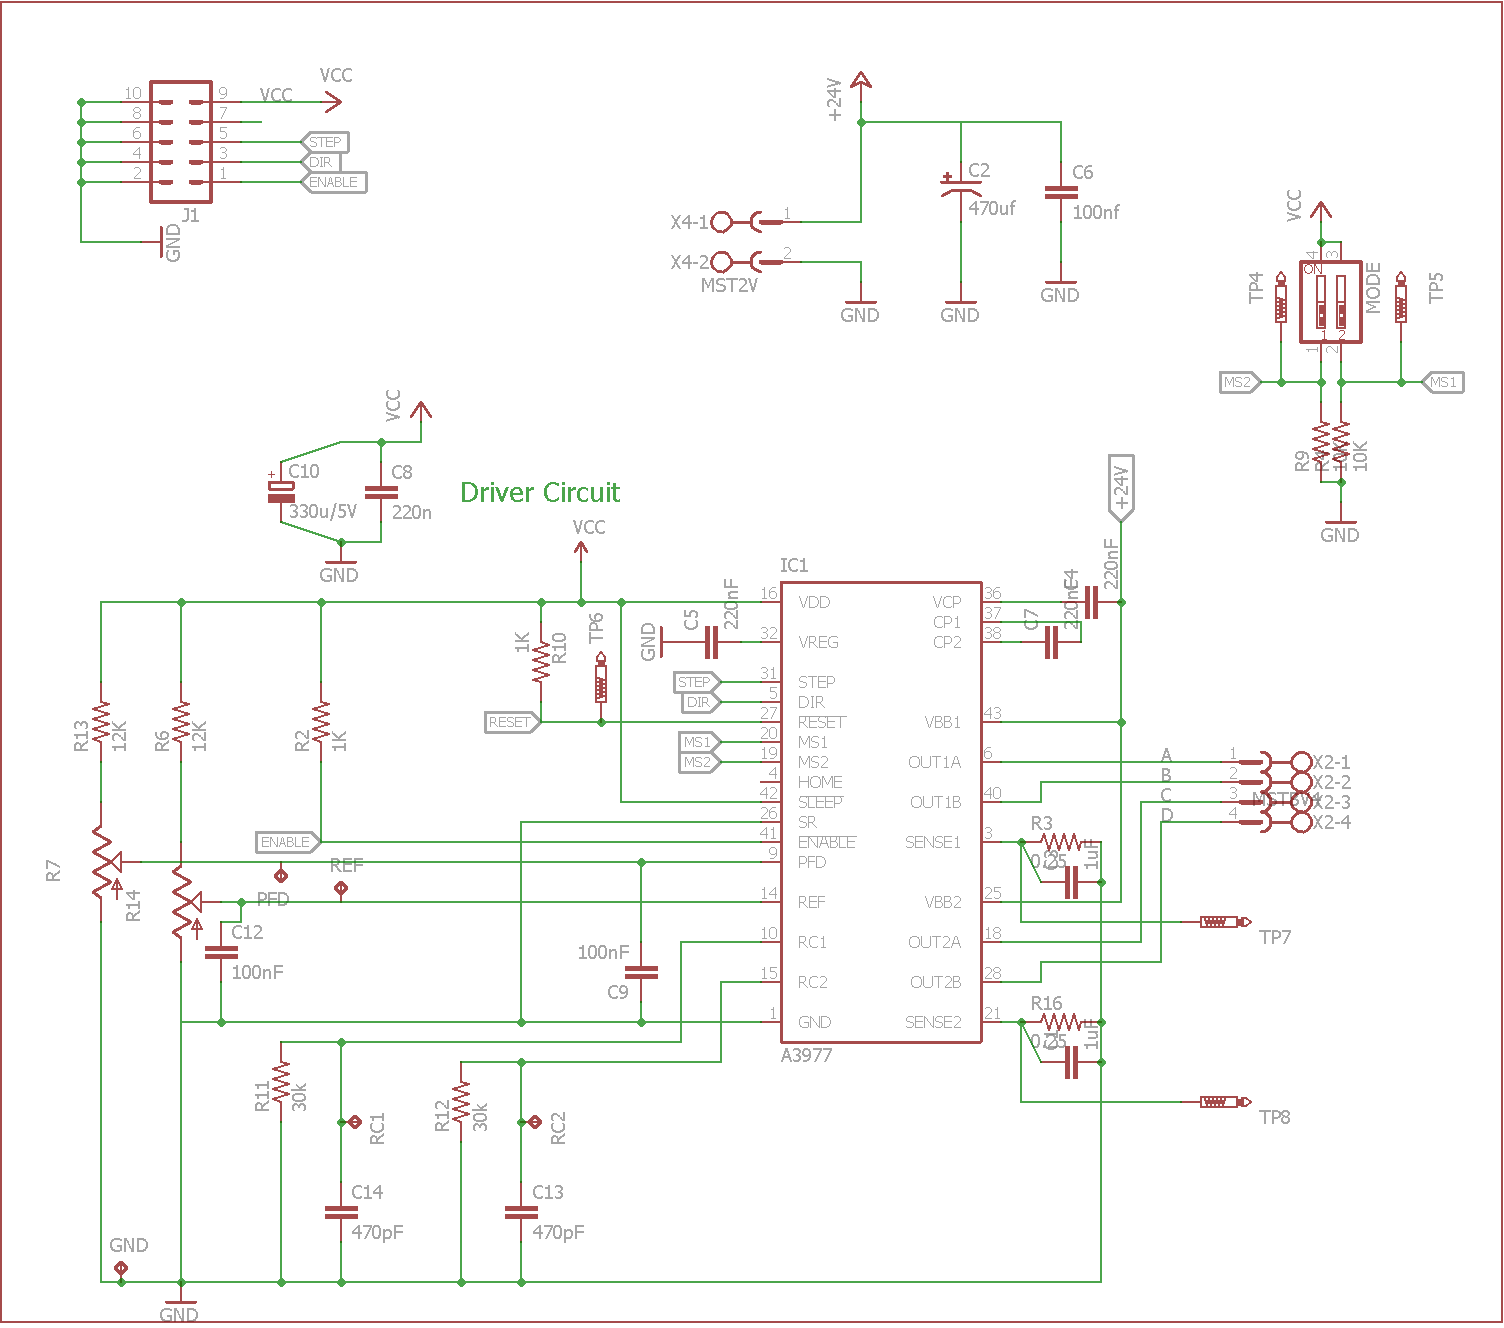 VCC
VCC
10 9
8 7
6 5 STEP
4 3 DIR
2 1 ENABLE
J1
GND
+24V
C2
470uf
C6
100nf
X4-1 1
X4-2 2
MST2V
GND
GND
GND
VCC
4 3
ON
1 2
MODE
1 2
TP4
TP5
MS2
MS1
R9
10K
GND
VCC
C10
+
330u/5V
C8
220n
GND
Driver Circuit
VCC
+24V
IC1
16 VDD
32 VREG
31 STEP
5 DIR
27 RESET
20 MS1
19 MS2
4 HOME
42 SLEEP
26 SR
41 ENABLE
9 PFD
14 REF
10 RC1
15 RC2
1 GND
VCP 36
CP1 37
CP2 38
VBB1 43
OUT1A 6
OUT1B 40
SENSE1 3
VBB2 25
OUT2A 18
OUT2B 28
SENSE2 21
A3977
GND
C5
220nF
C7
220nF
C4
220nF
1K
R10
TP6
STEP
DIR
RESET
MS1
MS2
R13
12K
R6
12K
R2
1K
ENABLE
R7
R14
PFD
REF
C12
100nF
100nF
C9
A 1 X2-1
B 2 X2-2
C 3 X2-3
D 4 X2-4
MSTBV4
R3
0.25
1uF
TP7
R16
0.25
1uF
TP8
R11
30k
RC1
R12
30k
RC2
C14
470pF
C13
470pF
GND
GND